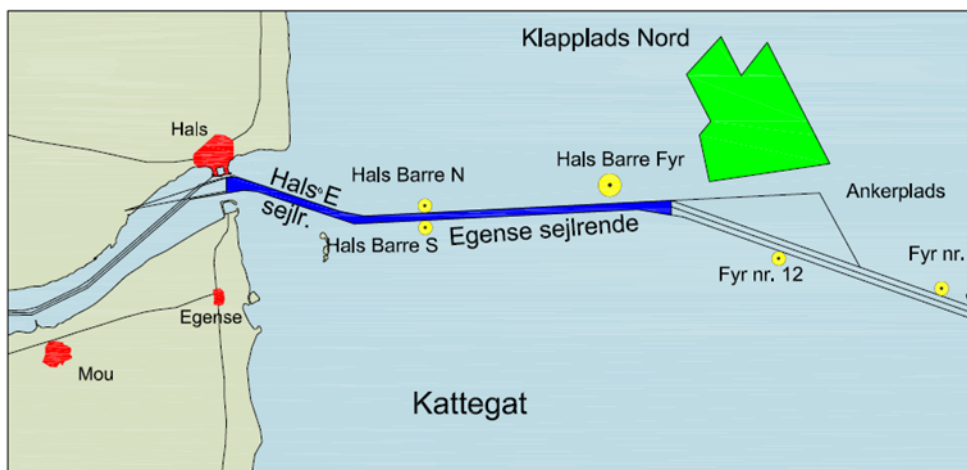 Klapplads Nord
Hals
Hals Barre N
Hals Barre Fyr
Hals E
sejlr.
Ankerplads
Hals Barre S
Egense sejlrende
Fyr nr. 12
Fyr nr.
Egense
Mou
Kattegat